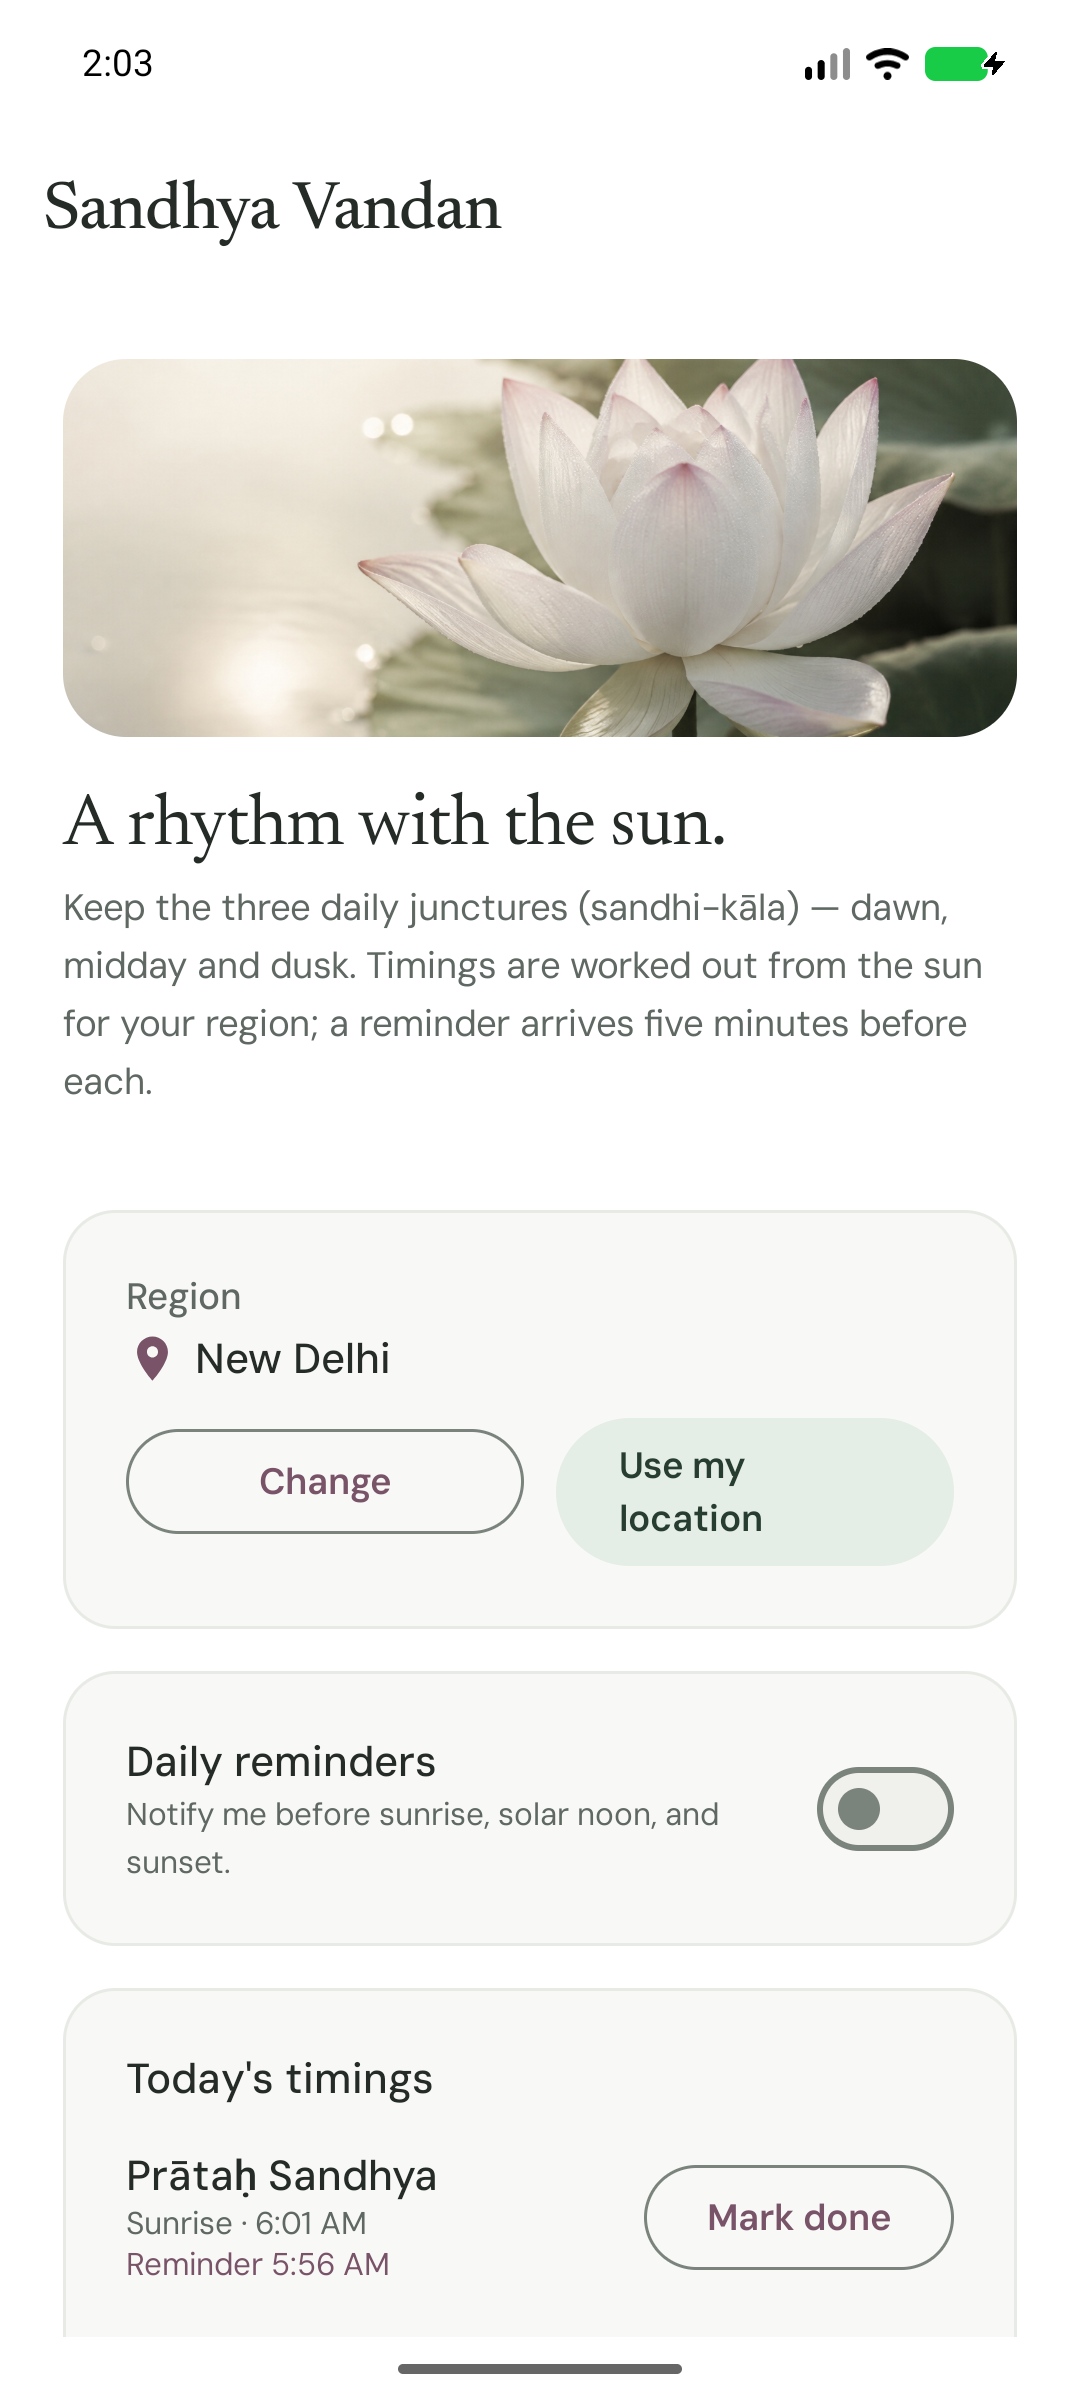 2:03
Sandhya Vandan
A rhythm with the sun.
Keep the three daily junctures (sandhi-kāla) — dawn,
midday and dusk. Timings are worked out from the sun
for your region; a reminder arrives five minutes before
each.
Region
New Delhi
Change
Use my
location
Daily reminders
Notify me before sunrise, solar noon, and
sunset.
Today's timings
Prātaḥ Sandhya
Sunrise · 6:01 AM
Reminder 5:56 AM
Mark done